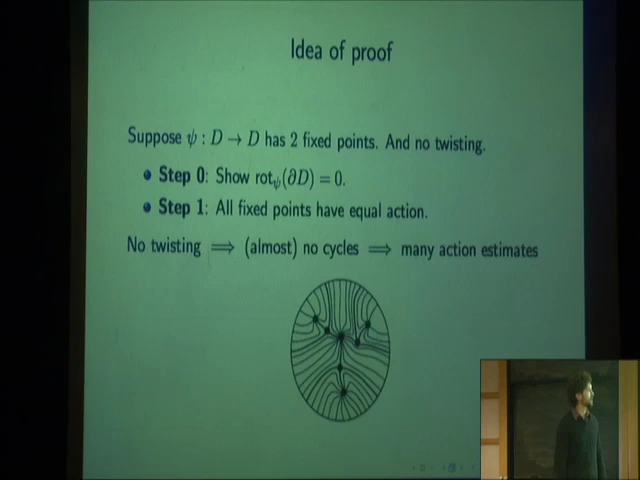 Idea of proof
Suppose ψ : D → D has 2 fixed points. And no twisting.
• Step 0: Show rotψ(∂D) = 0.
• Step 1: All fixed points have equal action.
No twisting ⟹ (almost) no cycles ⟹ many action estimates